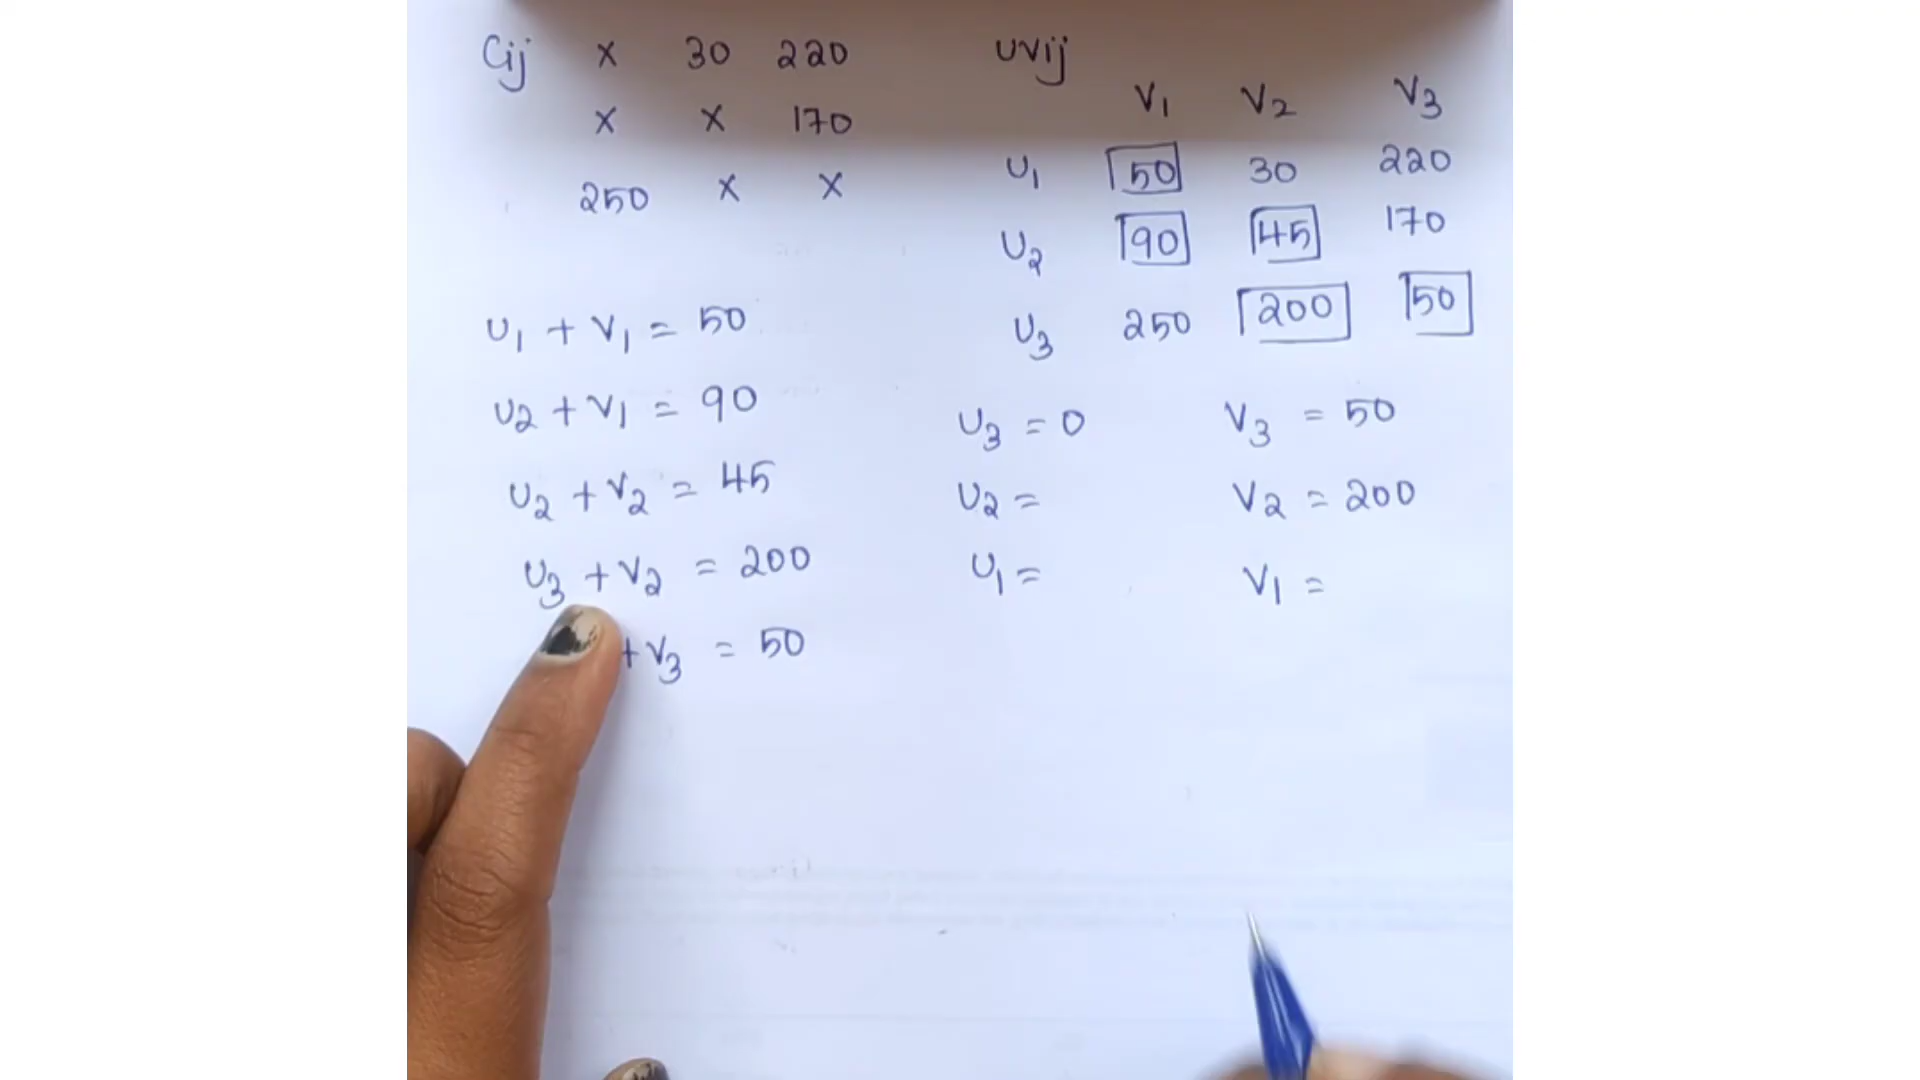 Cij x 30 220
x x 170
250 x x
U1 + V1 = 50
U2 + V1 = 90
U2 + V2 = 45
U3 + V2 = 200
+ V3 = 50
UVij
V1 V2 V3
U1 50 30 220
U2 90 45 170
U3 250 200 50
U3 = 0 V3 = 50
U2 = V2 = 200
U1 = V1 =